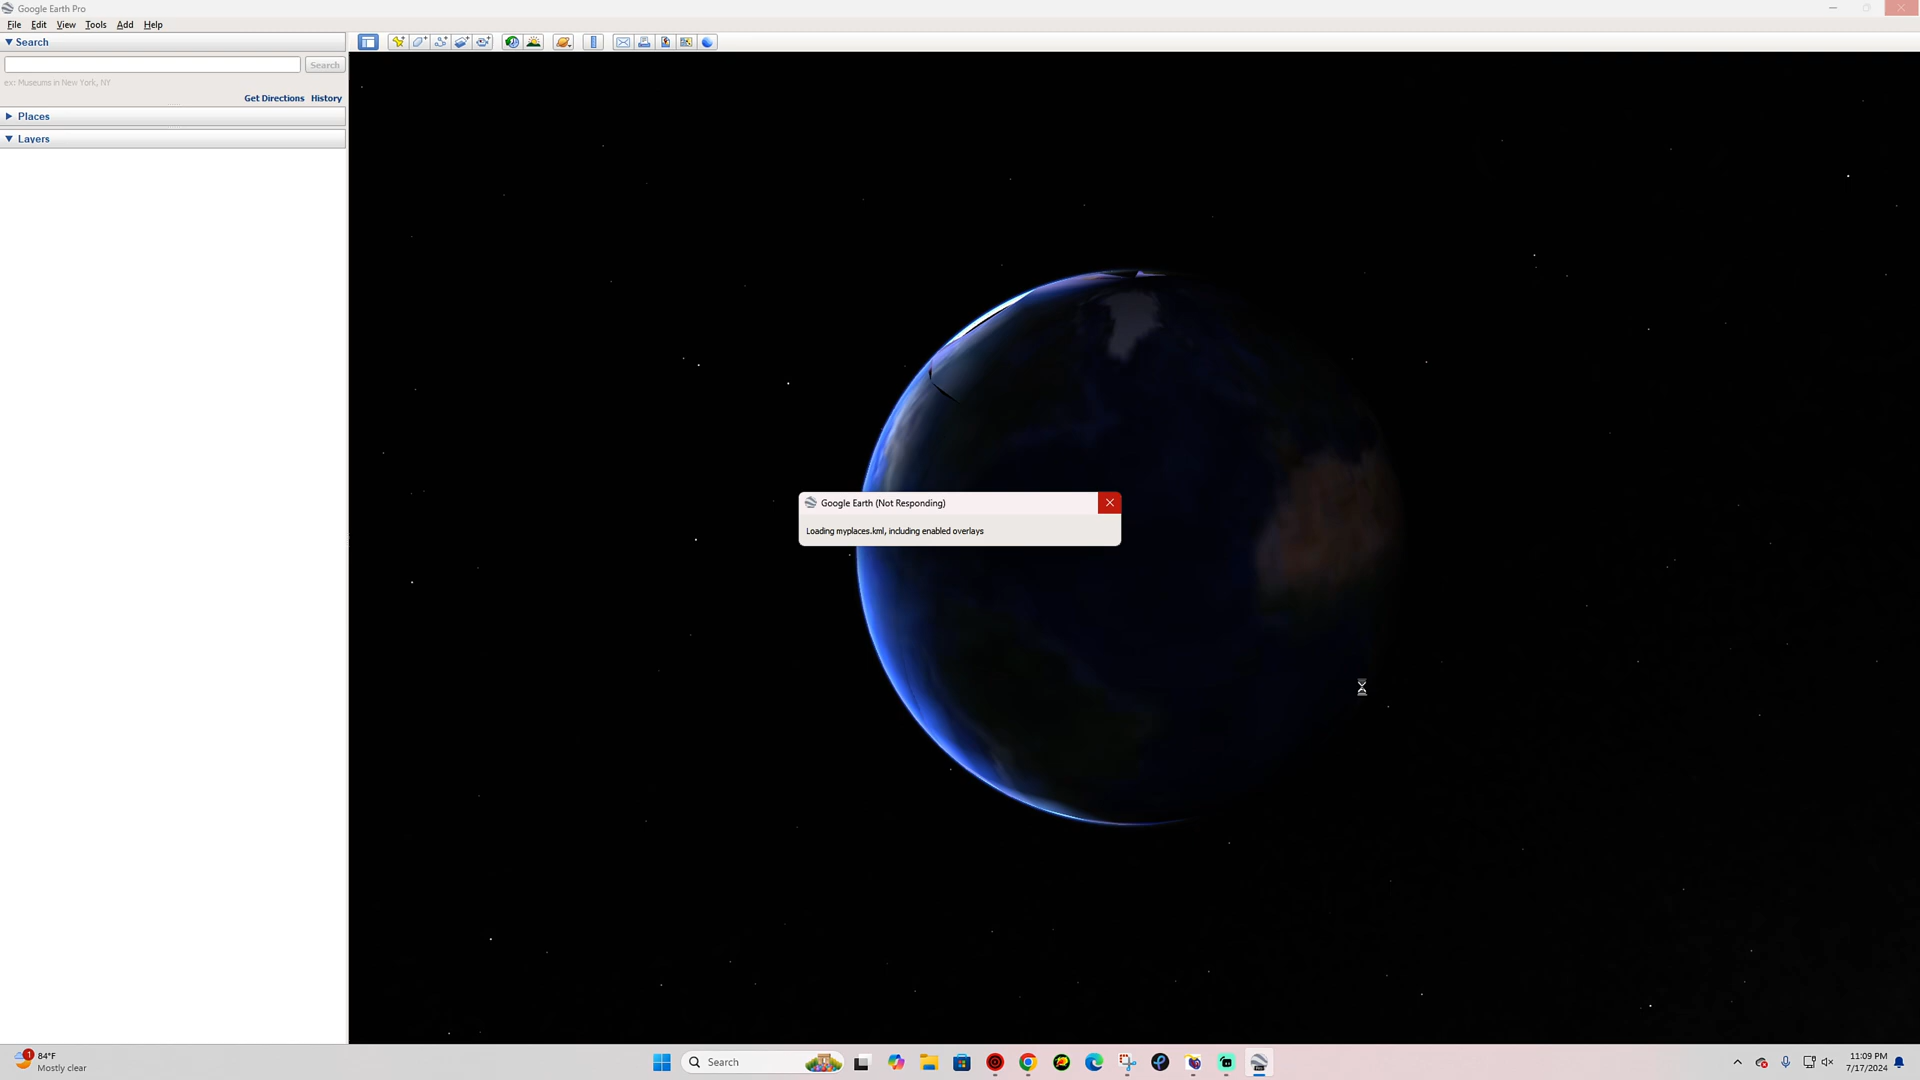 Google Earth Pro
File Edit View Tools Add Help
Search
Search
ex: Museums in New York, NY
Get Directions History
Places
Layers
Google Earth (Not Responding)
Loading myplaces.kml, including enabled overlays
1
84°F
Mostly clear
Search
11:09 PM
7/17/2024